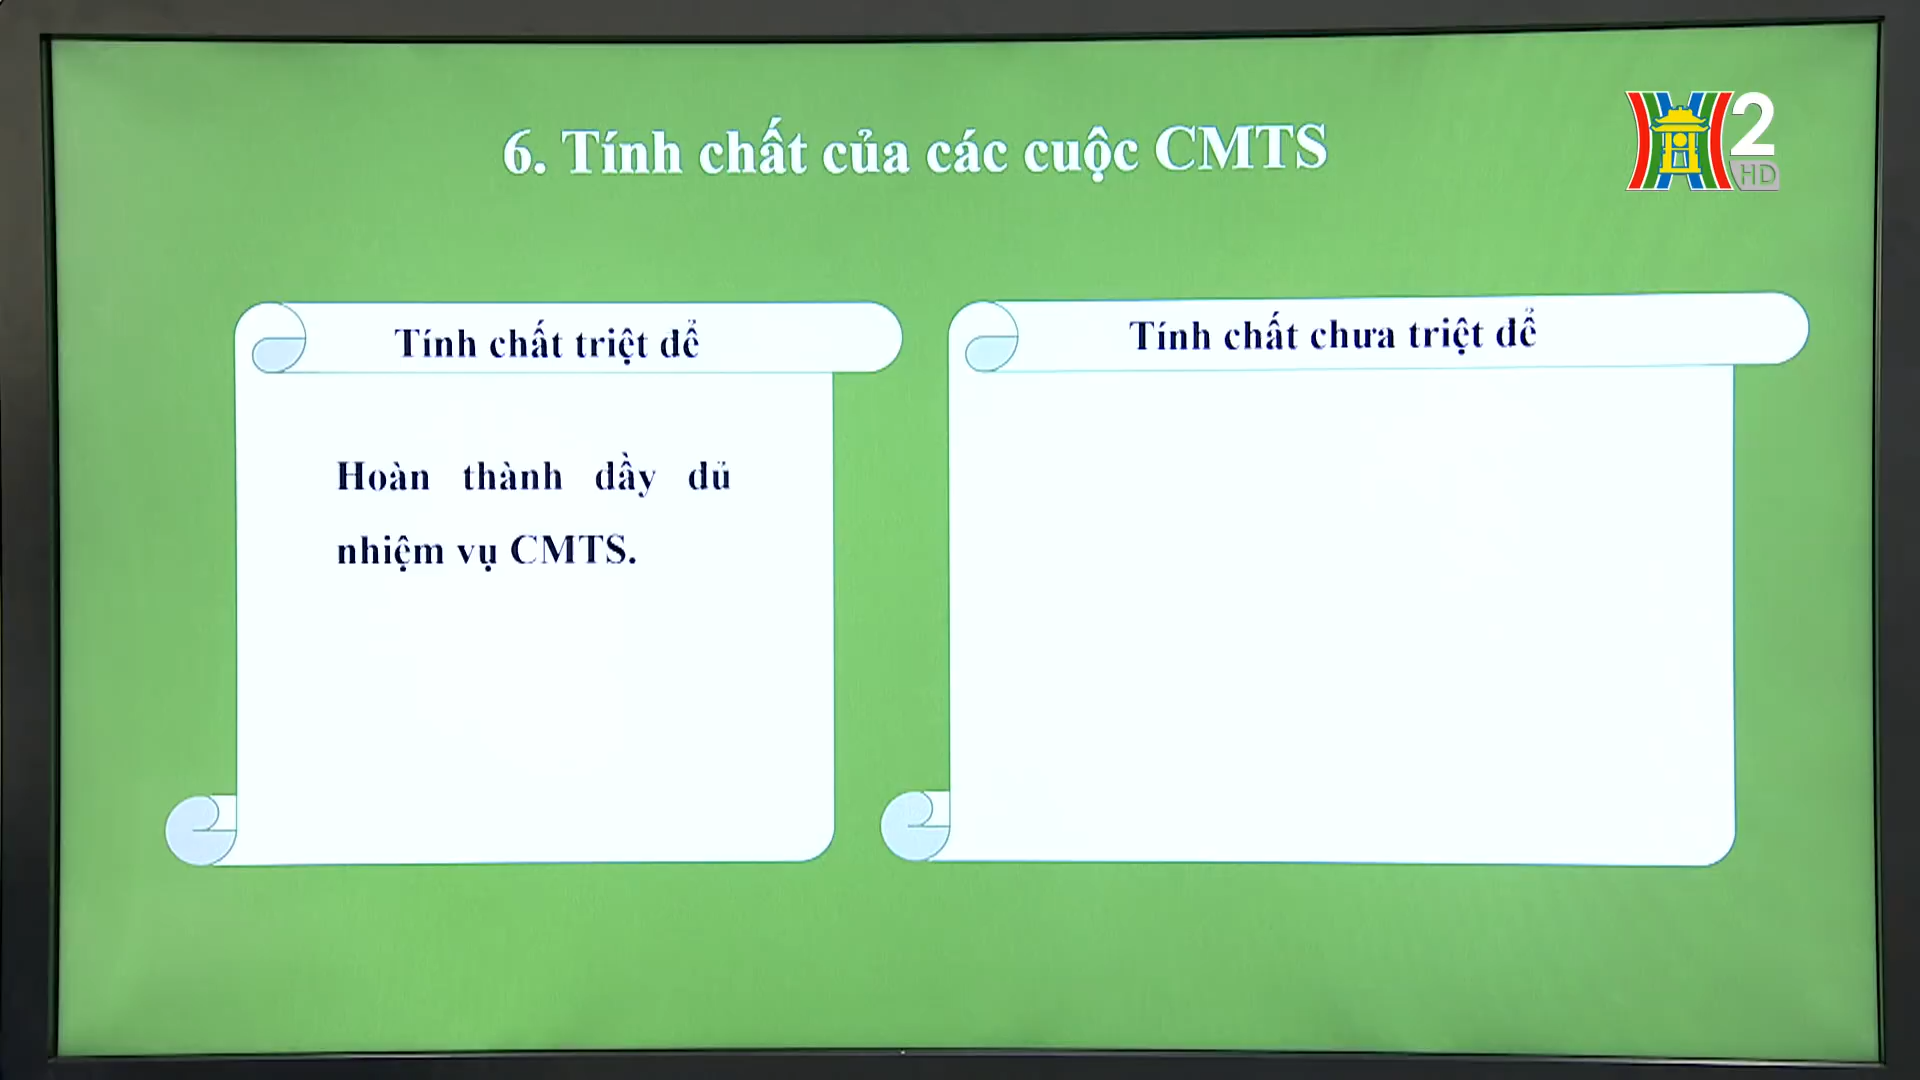 6. Tính chất của các cuộc CMTS
2
HD
Tính chất triệt để
Tính chất chưa triệt để
Hoàn thành đầy đủ
nhiệm vụ CMTS.